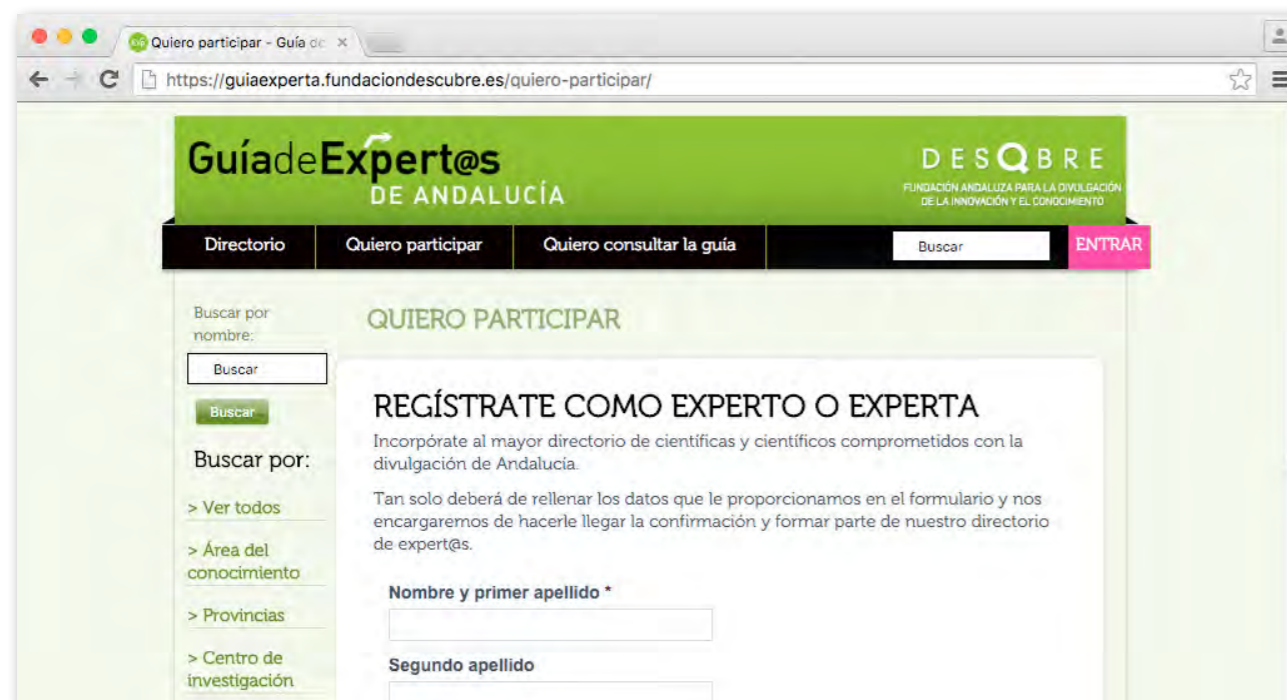 Quiero participar - Guía de
https://guiaexperta.fundaciondescubre.es/quiero-participar/
GuíadeExpert@s
DE ANDALUCÍA
DESQBRE
FUNDACIÓN ANDALUZA PARA LA DIVULGACIÓN
DE LA INNOVACIÓN Y EL CONOCIMIENTO
Directorio
Quiero participar
Quiero consultar la guía
Buscar
ENTRAR
Buscar por
nombre:
Buscar
Buscar
Buscar por:
> Ver todos
> Área del
conocimiento
> Provincias
> Centro de
investigación
QUIERO PARTICIPAR
REGÍSTRATE COMO EXPERTO O EXPERTA
Incorpórate al mayor directorio de científicas y científicos comprometidos con la
divulgación de Andalucía.
Tan solo deberá de rellenar los datos que le proporcionamos en el formulario y nos
encargaremos de hacerle llegar la confirmación y formar parte de nuestro directorio
de expert@s.
Nombre y primer apellido *
Segundo apellido